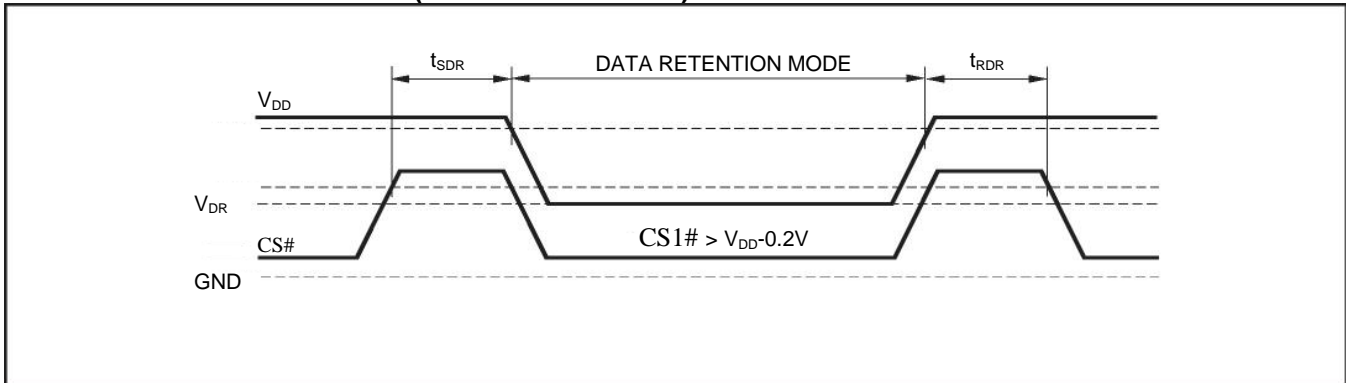 tSDR DATA RETENTION MODE tRDR
VDD
VDR
CS# CS1# > VDD-0.2V
GND